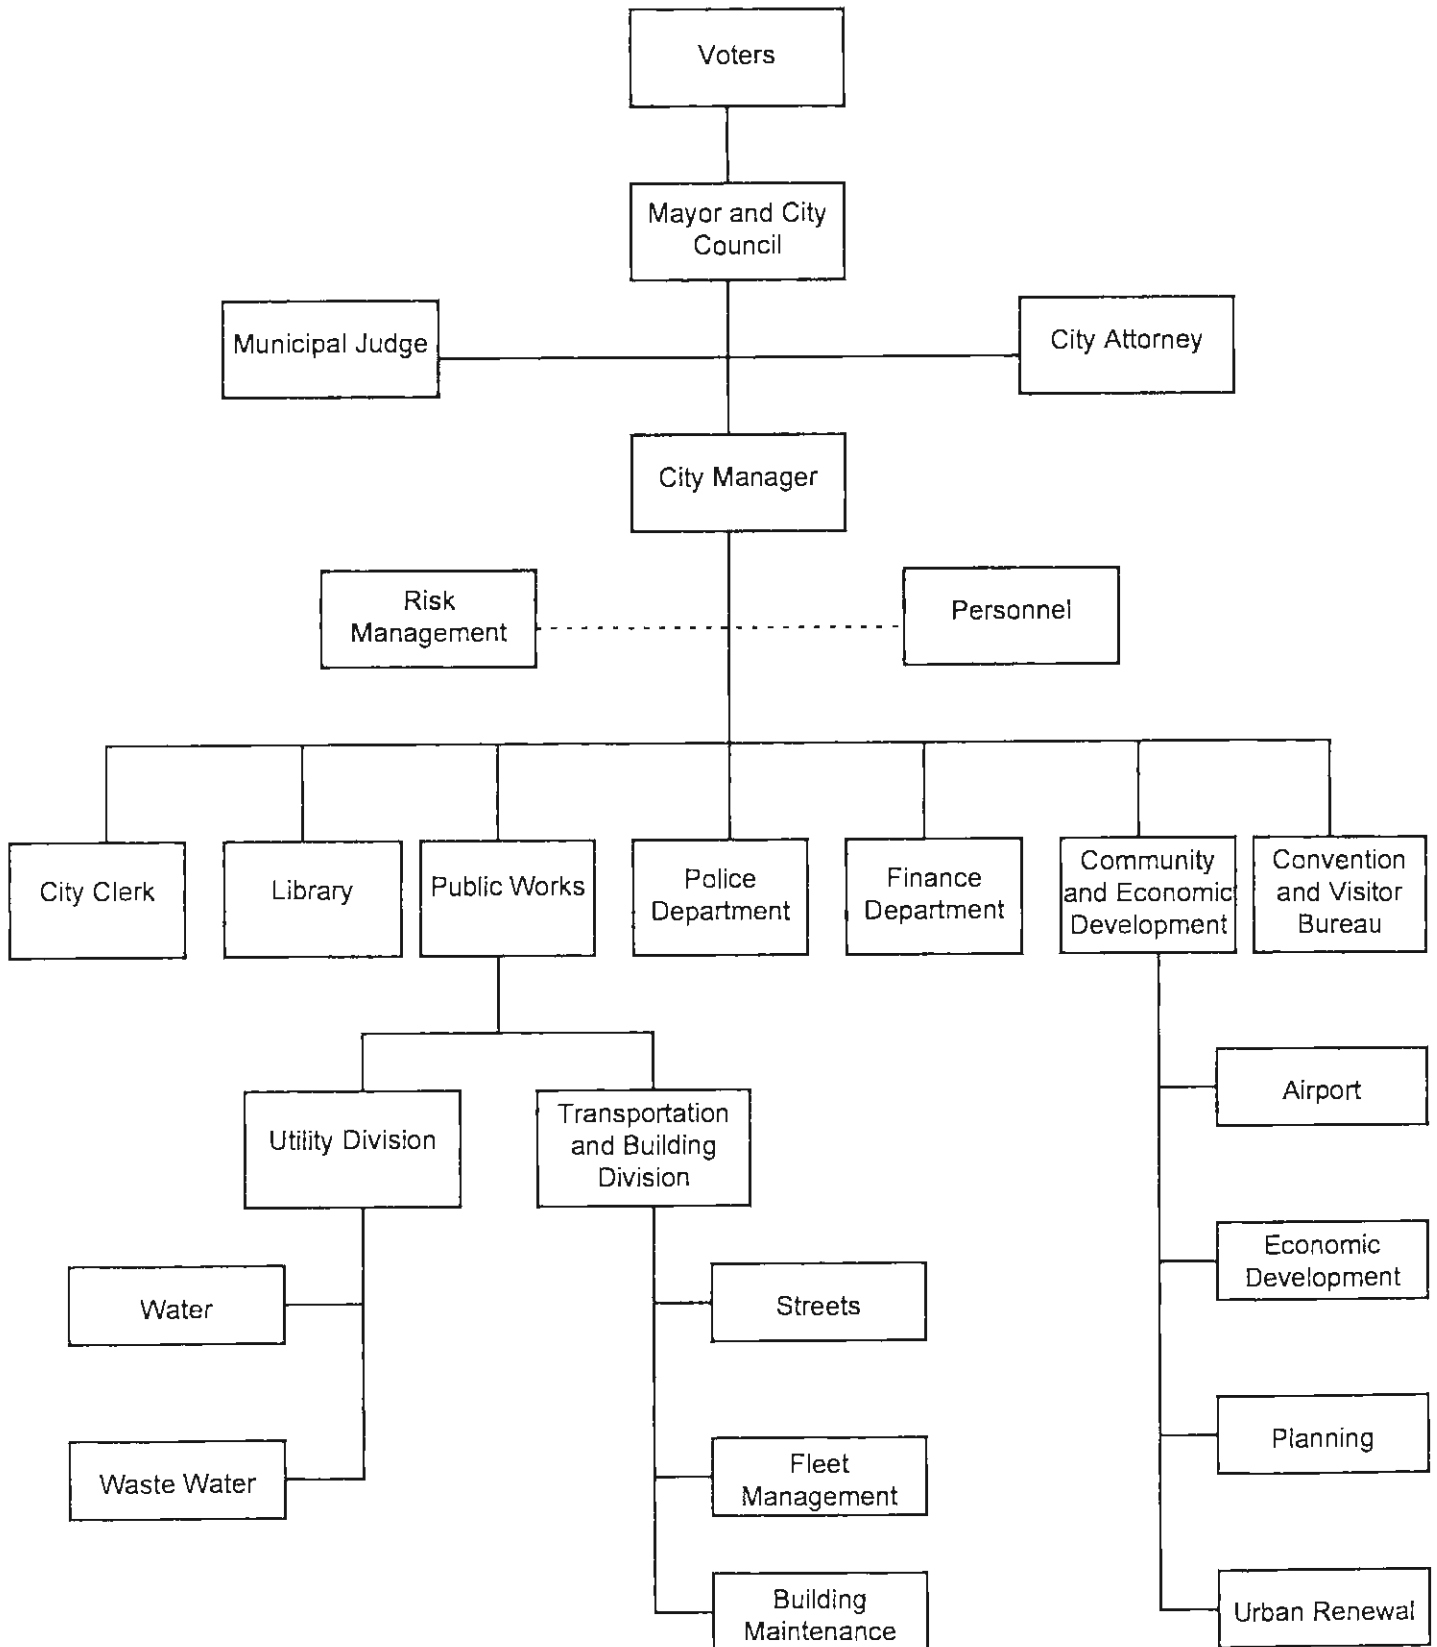 Voters
Mayor and City
Council
Municipal Judge
City Attorney
City Manager
Risk
Management
Personnel
City Clerk
Library
Public Works
Police
Department
Finance
Department
Community
and Economic
Development
Convention
and Visitor
Bureau
Utility Division
Transportation
and Building
Division
Airport
Water
Streets
Economic
Development
Waste Water
Fleet
Management
Planning
Building
Maintenance
Urban Renewal